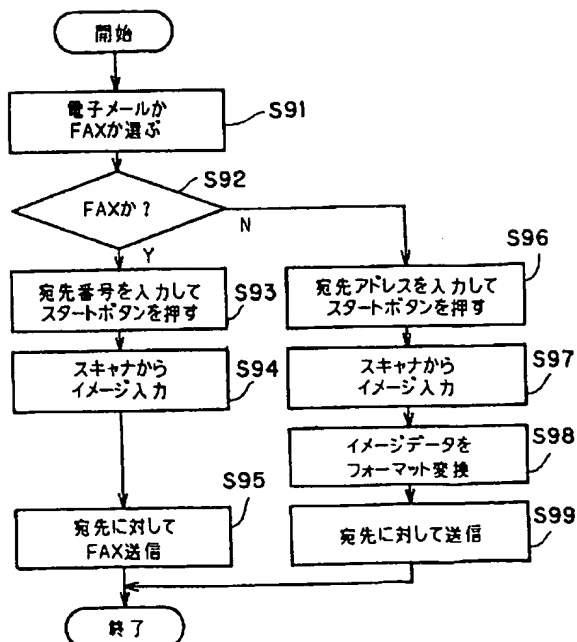 開始
電子メールか
FAXか選ぶ
S91
FAXか?
S92
N
Y
宛先番号を入力して
スタートボタンを押す
S93
スキャナから
イメージ入力
S94
宛先に対して
FAX送信
S95
宛先アドレスを入力して
スタートボタンを押す
S96
スキャナから
イメージ入力
S97
イメージデータを
フォーマット変換
S98
宛先に対して送信
S99
終了